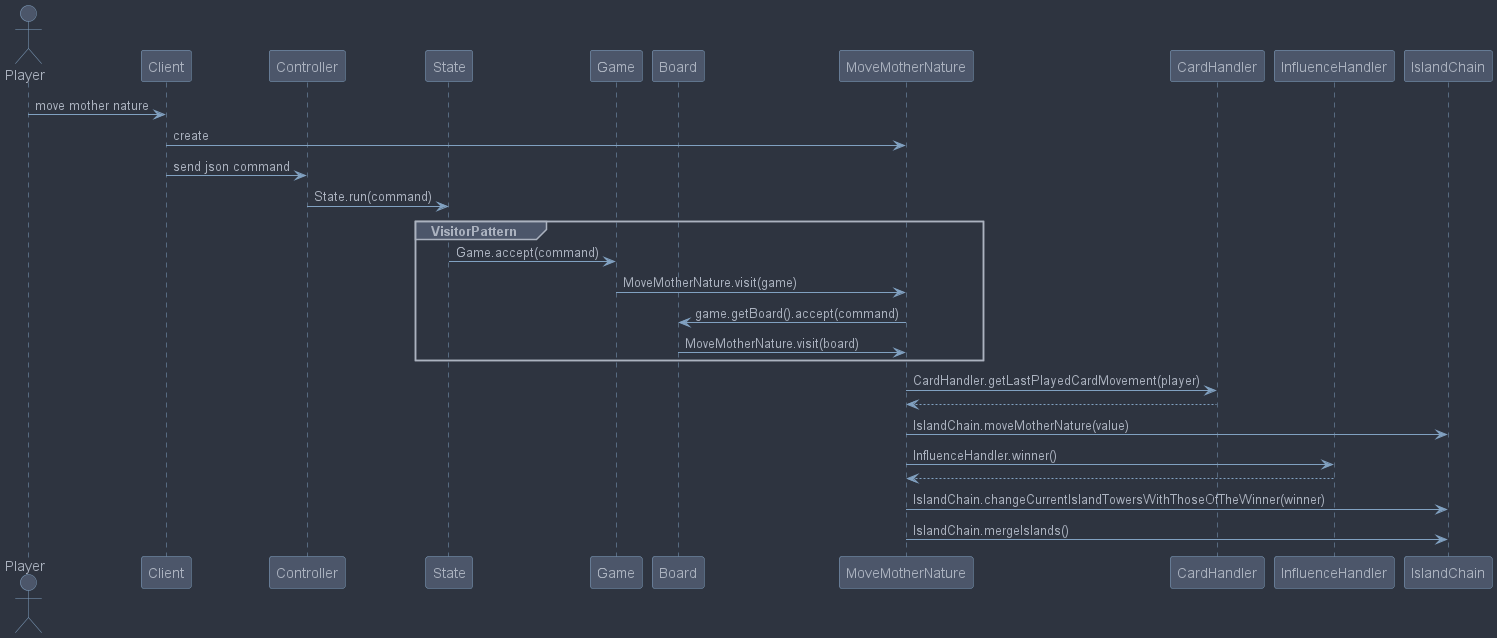 Player
Client
Controller
State
Game
Board
MoveMotherNature
CardHandler
InfluenceHandler
IslandChain
move mother nature
create
send json command
State.run(command)
VisitorPattern
Game.accept(command)
MoveMotherNature.visit(game)
game.getBoard().accept(command)
MoveMotherNature.visit(board)
CardHandler.getLastPlayedCardMovement(player)
IslandChain.moveMotherNature(value)
InfluenceHandler.winner()
IslandChain.changeCurrentIslandTowersWithThoseOfTheWinner(winner)
IslandChain.mergeIslands()
Player
Client
Controller
State
Game
Board
MoveMotherNature
CardHandler
InfluenceHandler
IslandChain